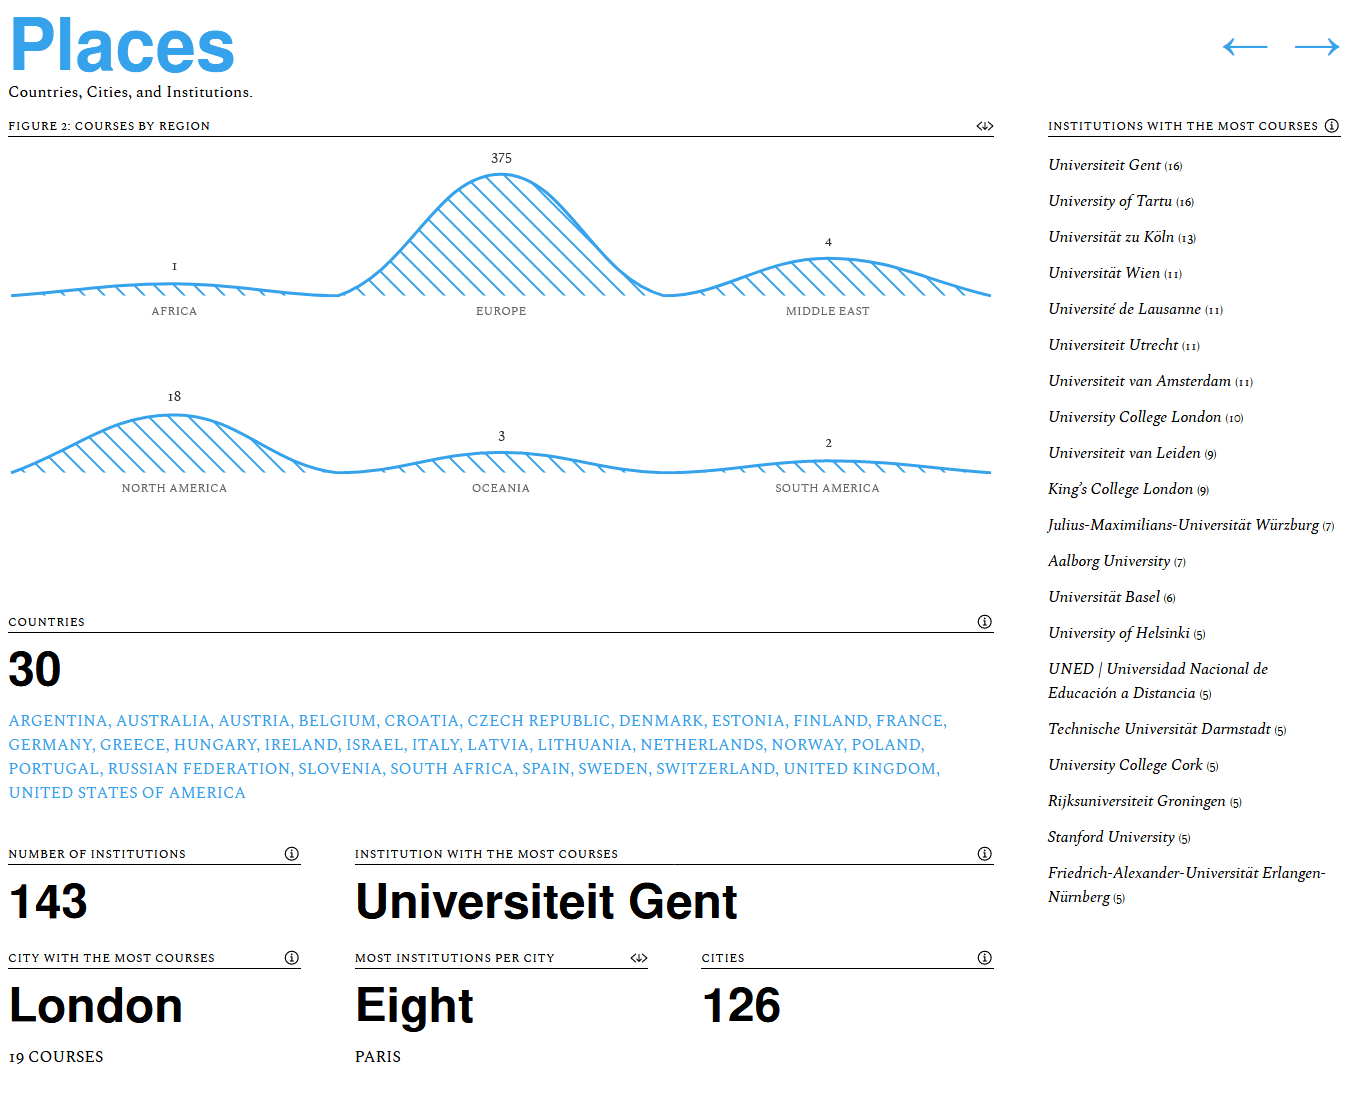 Places
Countries, Cities, and Institutions.
← →
FIGURE 2: COURSES BY REGION
375
4
1
AFRICA
EUROPE
MIDDLE EAST
18
3
2
NORTH AMERICA
OCEANIA
SOUTH AMERICA
COUNTRIES
30
ARGENTINA, AUSTRALIA, AUSTRIA, BELGIUM, CROATIA, CZECH REPUBLIC, DENMARK, ESTONIA, FINLAND, FRANCE,
GERMANY, GREECE, HUNGARY, IRELAND, ISRAEL, ITALY, LATVIA, LITHUANIA, NETHERLANDS, NORWAY, POLAND,
PORTUGAL, RUSSIAN FEDERATION, SLOVENIA, SOUTH AFRICA, SPAIN, SWEDEN, SWITZERLAND, UNITED KINGDOM,
UNITED STATES OF AMERICA
NUMBER OF INSTITUTIONS
143
INSTITUTION WITH THE MOST COURSES
Universiteit Gent
CITY WITH THE MOST COURSES
London
19 COURSES
MOST INSTITUTIONS PER CITY
Eight
PARIS
CITIES
126
INSTITUTIONS WITH THE MOST COURSES
Universiteit Gent (16)
University of Tartu (16)
Universität zu Köln (13)
Universität Wien (11)
Université de Lausanne (11)
Universiteit Utrecht (11)
Universiteit van Amsterdam (11)
University College London (10)
Universiteit van Leiden (9)
King's College London (9)
Julius-Maximilians-Universität Würzburg (7)
Aalborg University (7)
Universität Basel (6)
University of Helsinki (5)
UNED | Universidad Nacional de
Educación a Distancia (5)
Technische Universität Darmstadt (5)
University College Cork (5)
Rijksuniversiteit Groningen (5)
Stanford University (5)
Friedrich-Alexander-Universität Erlangen-
Nürnberg (5)